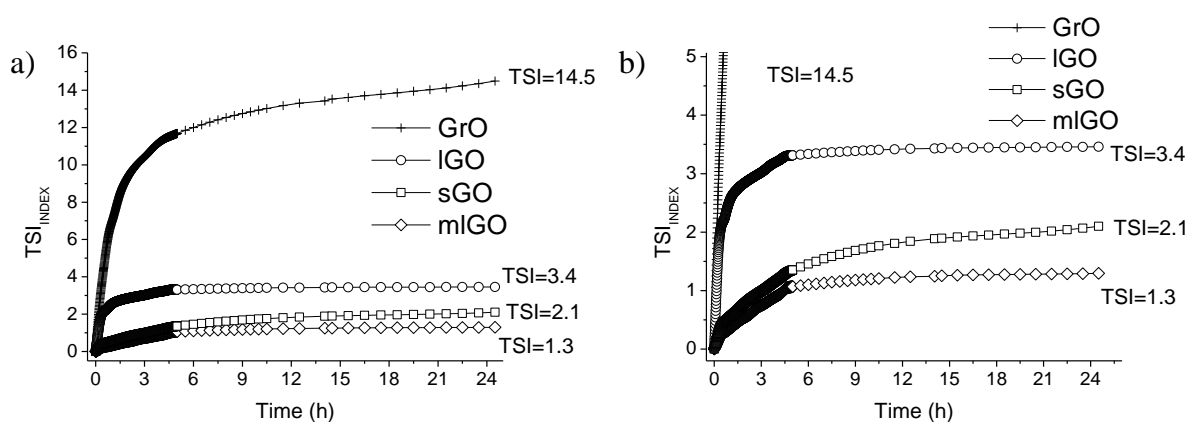 a)
TSI_INDEX
16
14
12
10
8
6
4
2
0
TSI=14.5
GrO
lGO
sGO
mlGO
TSI=3.4
TSI=2.1
TSI=1.3
0 3 6 9 12 15 18 21 24
Time (h)
b)
GrO
lGO
sGO
mlGO
TSI_INDEX
5
4
3
2
1
0
TSI=14.5
TSI=3.4
TSI=2.1
TSI=1.3
0 3 6 9 12 15 18 21 24
Time (h)